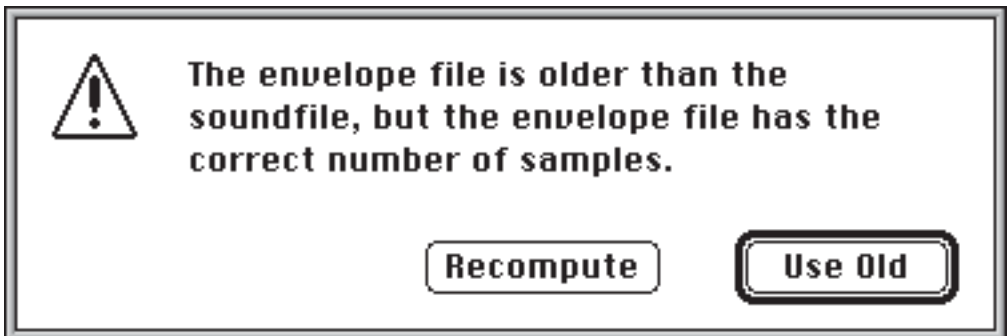 The envelope file is older than the
soundfile, but the envelope file has the
correct number of samples.
Recompute
Use Old